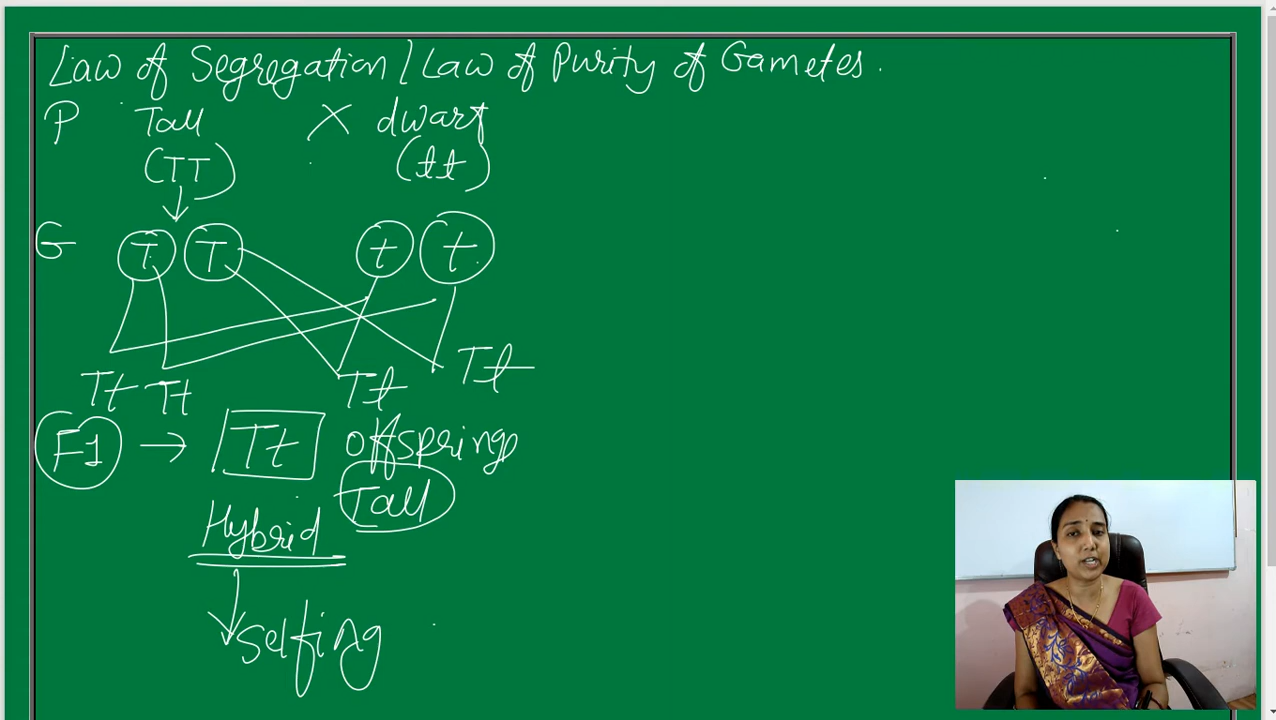 Law of Segregation / Law of Purity of Gametes.
P Tall X dwarf
(TT) (tt)
G T T t t
Tt Tt Tt Tt
F1 → Tt offsprings
Tall
Hybrid
Selfing